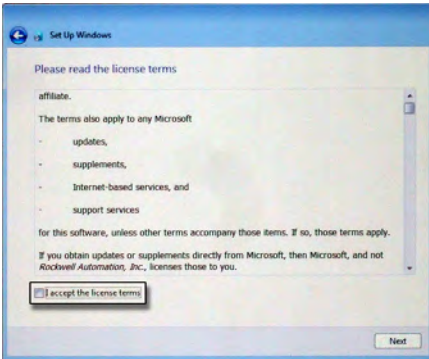 Set Up Windows
Please read the license terms
affiliate.
The terms also apply to any Microsoft
- updates,
- supplements,
- Internet-based services, and
- support services
for this software, unless other terms accompany those items. If so, those terms apply.
If you obtain updates or supplements directly from Microsoft, then Microsoft, and not
Rockwell Automation, Inc., licenses those to you.
I accept the license terms
Next